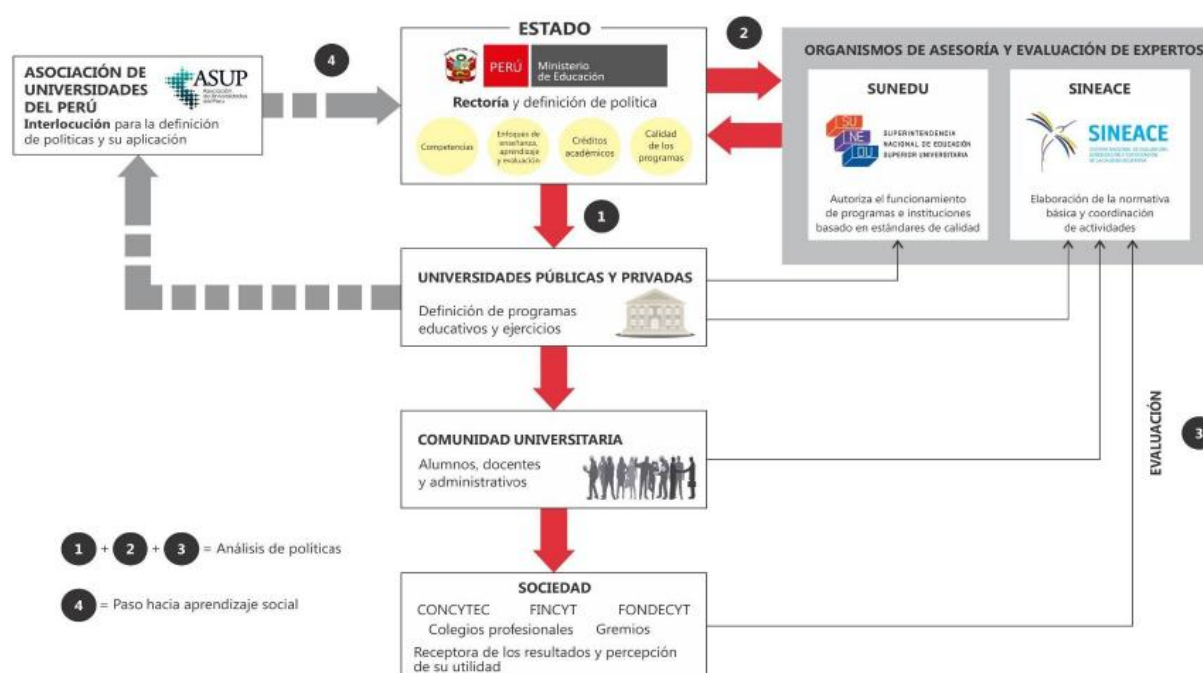 ESTADO
PERÚ
Ministerio
de Educación
Rectoría y definición de política
Competencias
Enfoques de
enseñanza,
aprendizaje
y evaluación
Créditos
académicos
Calidad
de los
programas
4
2
ASOCIACIÓN DE
UNIVERSIDADES
DEL PERÚ
ASUP
Asociación
de Universidades
del Perú
Interlocución para la definición
de políticas y su aplicación
ORGANISMOS DE ASESORÍA Y EVALUACIÓN DE EXPERTOS
SUNEDU
SU
NE
DU
SUPERINTENDENCIA
NACIONAL DE EDUCACIÓN
SUPERIOR UNIVERSITARIA
Autoriza el funcionamiento
de programas e instituciones
basado en estándares de calidad
SINEACE
SINEACE
Elaboración de la normativa
básica y coordinación
de actividades
1
UNIVERSIDADES PÚBLICAS Y PRIVADAS
Definición de programas
educativos y ejercicios
COMUNIDAD UNIVERSITARIA
Alumnos, docentes
y administrativos
EVALUACIÓN
3
SOCIEDAD
CONCYTEC FINCYT FONDECYT
Colegios profesionales Gremios
Receptora de los resultados y percepción
de su utilidad
1 + 2 + 3 = Análisis de políticas
4 = Paso hacia aprendizaje social